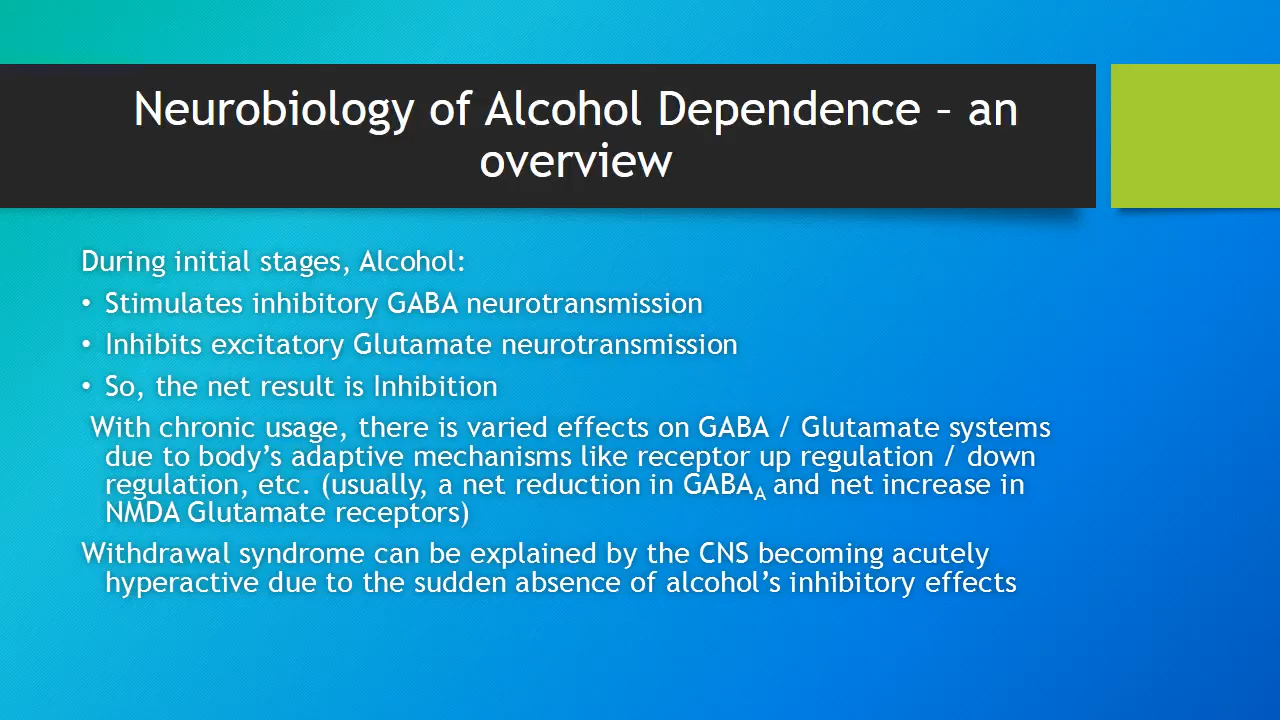 Neurobiology of Alcohol Dependence – an
overview
During initial stages, Alcohol:
• Stimulates inhibitory GABA neurotransmission
• Inhibits excitatory Glutamate neurotransmission
• So, the net result is Inhibition
With chronic usage, there is varied effects on GABA / Glutamate systems
due to body’s adaptive mechanisms like receptor up regulation / down
regulation, etc. (usually, a net reduction in GABA<sub>A</sub> and net increase in
NMDA Glutamate receptors)
Withdrawal syndrome can be explained by the CNS becoming acutely
hyperactive due to the sudden absence of alcohol’s inhibitory effects